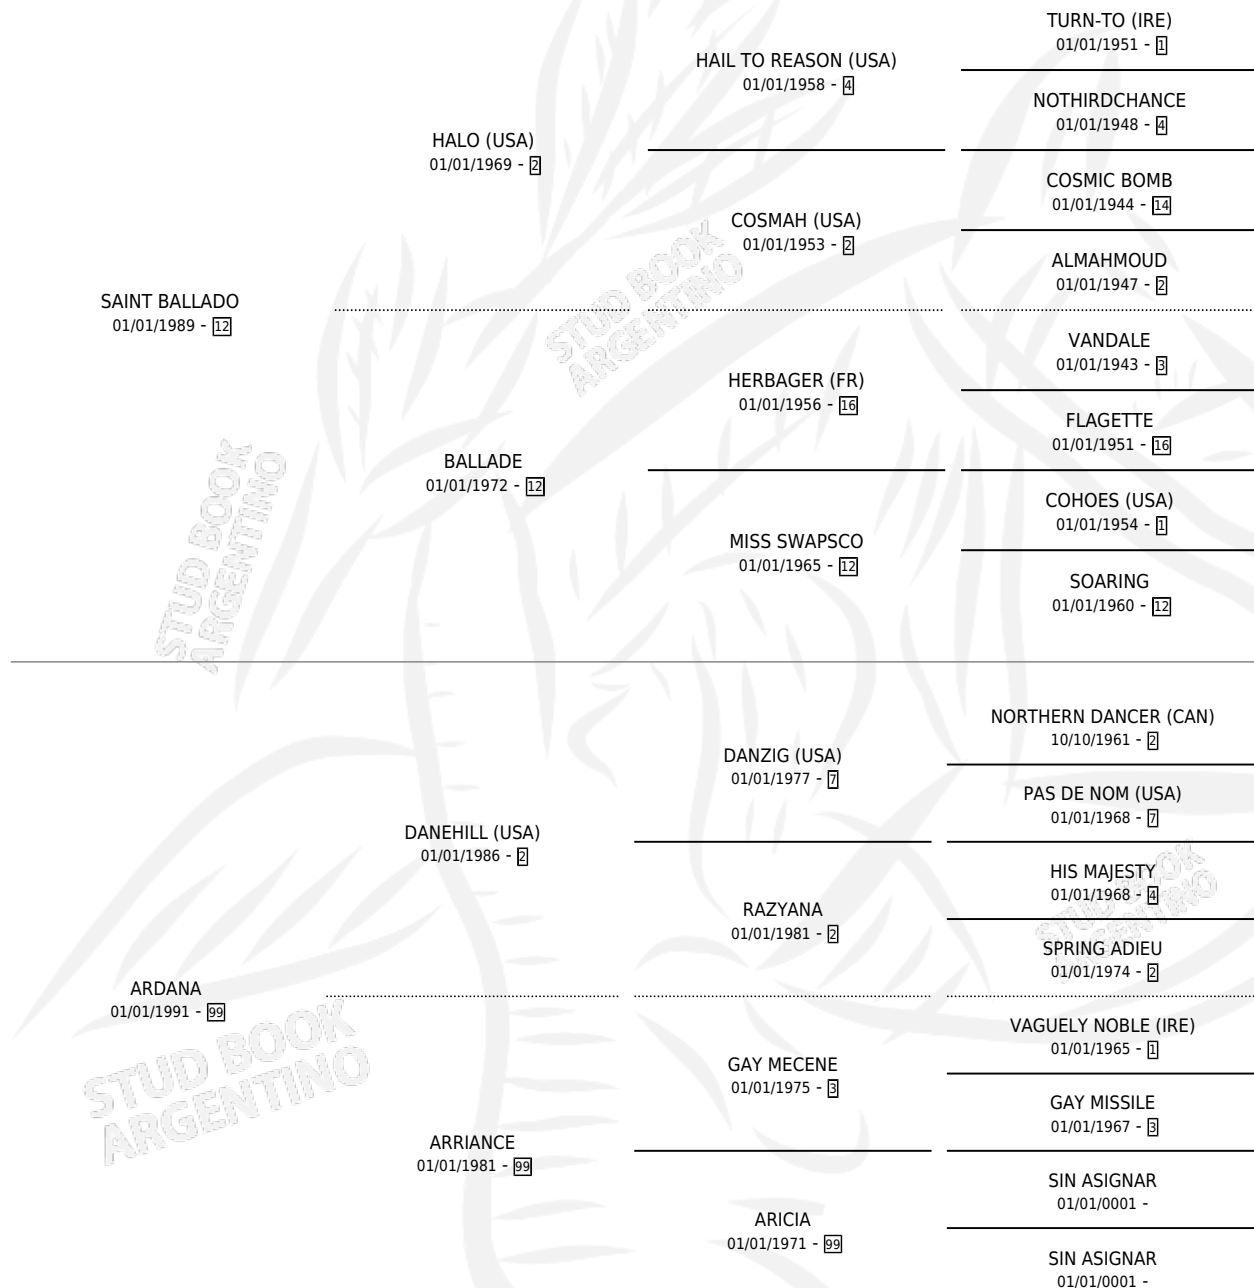 TURN-TO (IRE)
01/01/1951 - 1
HAIL TO REASON (USA)
01/01/1958 - 4
NOTHIRDCHANCE
01/01/1948 - 4
HALO (USA)
01/01/1969 - 2
COSMIC BOMB
01/01/1944 - 14
COSMAH (USA)
01/01/1953 - 2
ALMAHMOUD
01/01/1947 - 2
SAINT BALLADO
01/01/1989 - 12
STUD BOOK
ARGENTINO
VANDALE
01/01/1943 - 3
HERBAGER (FR)
01/01/1956 - 16
FLAGETTE
01/01/1951 - 16
BALLADE
01/01/1972 - 12
COHOES (USA)
01/01/1954 - 1
MISS SWAPSCO
01/01/1965 - 12
SOARING
01/01/1960 - 12
STUD BOOK
ARGENTINO
NORTHERN DANCER (CAN)
10/10/1961 - 2
DANZIG (USA)
01/01/1977 - 7
PAS DE NOM (USA)
01/01/1968 - 7
DANEHILL (USA)
01/01/1986 - 2
HIS MAJESTY
01/01/1968 - 4
RAZYANA
01/01/1981 - 2
SPRING ADIEU
01/01/1974 - 2
STUD BOOK
ARGENTINO
ARDANA
01/01/1991 - 99
VAGUELY NOBLE (IRE)
01/01/1965 - 1
GAY MECENE
01/01/1975 - 3
GAY MISSILE
01/01/1967 - 3
STUD BOOK
ARGENTINO
ARRIANCE
01/01/1981 - 99
SIN ASIGNAR
01/01/0001 -
ARICIA
01/01/1971 - 99
SIN ASIGNAR
01/01/0001 -